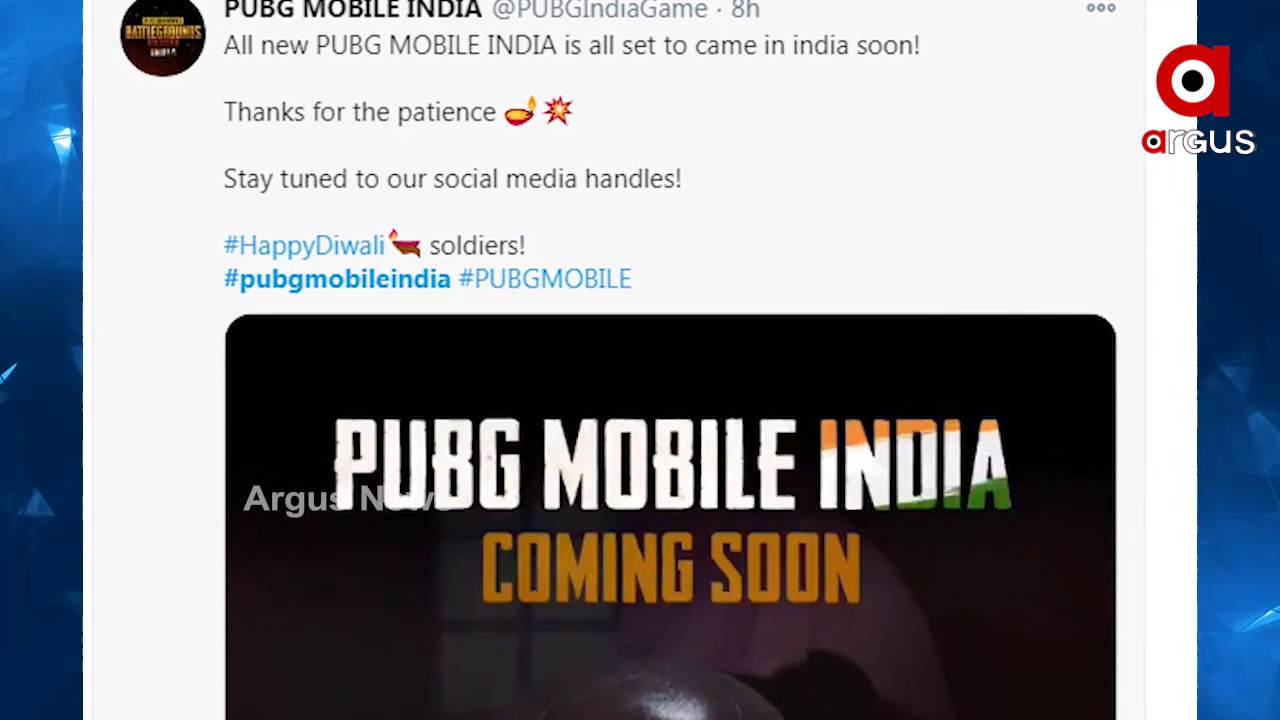 PUBG MOBILE INDIA @PUBGIndiaGame · 8h
All new PUBG MOBILE INDIA is all set to came in india soon!
Thanks for the patience 🪔💥
Stay tuned to our social media handles!
#HappyDiwali soldiers!
#pubgmobileindia #PUBGMOBILE
BATTLEGROUNDS
INDIA
argus
PUBG MOBILE INDIA
Argus News
COMING SOON